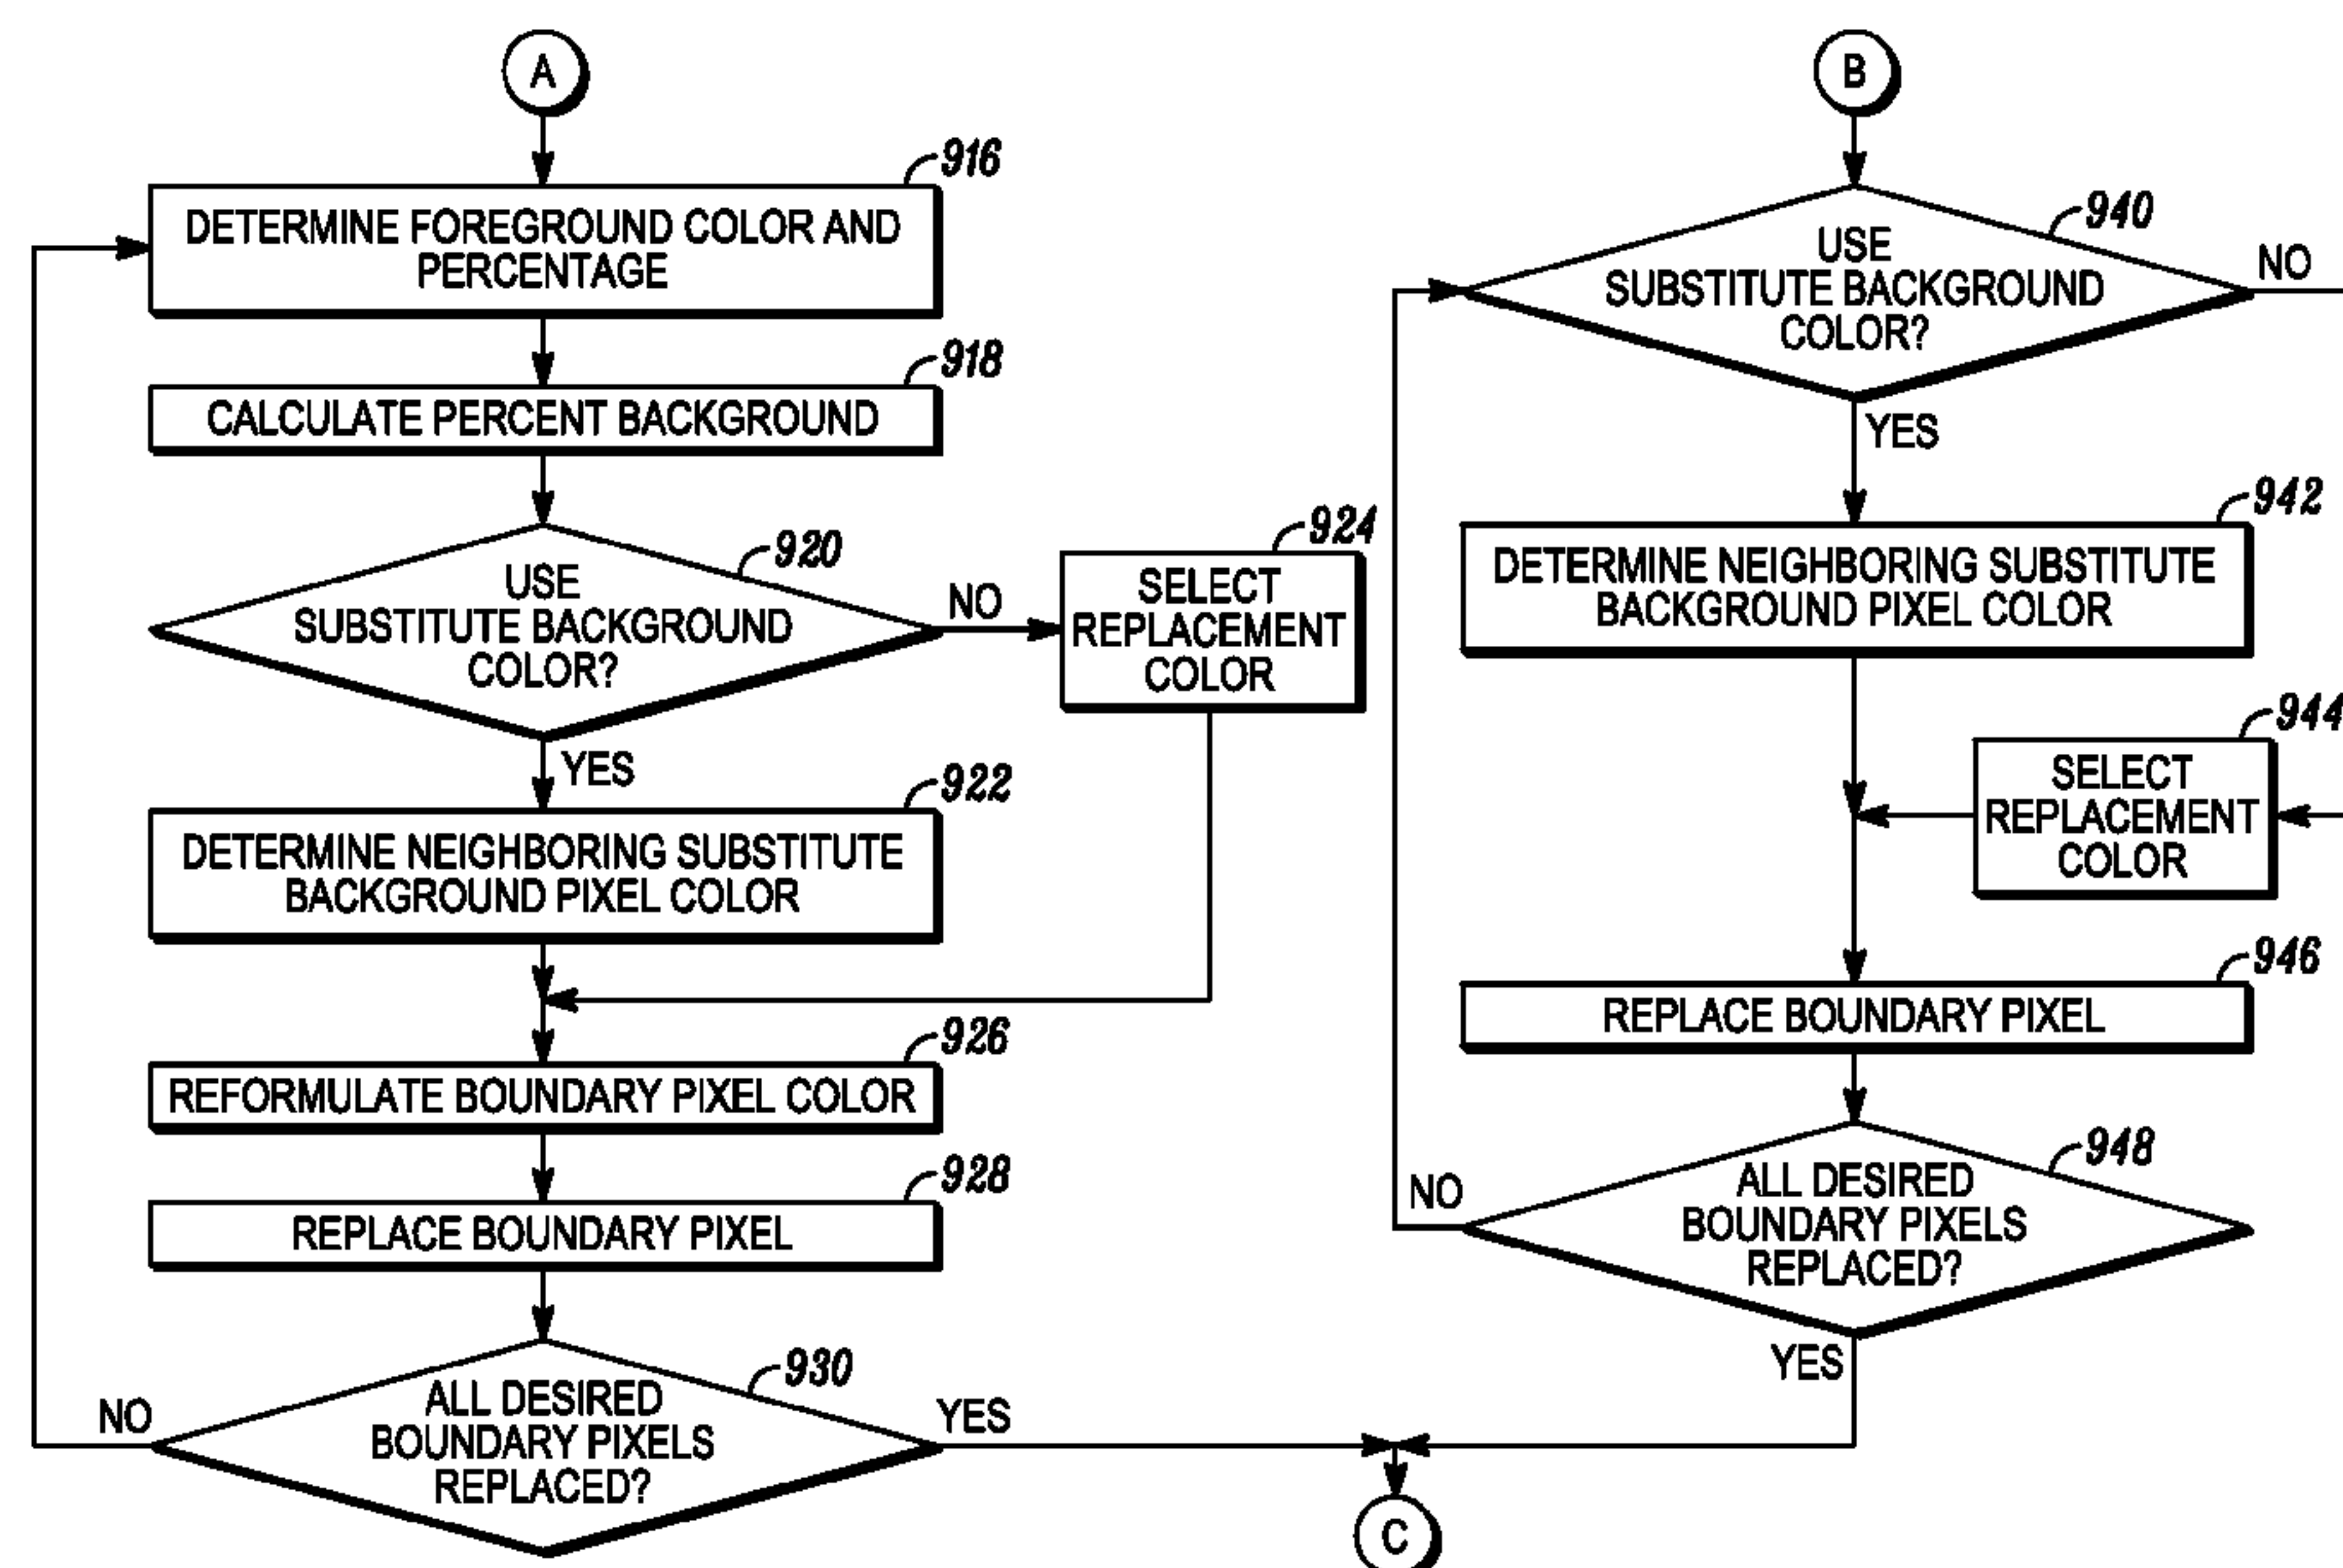 A
916
DETERMINE FOREGROUND COLOR AND
PERCENTAGE
918
CALCULATE PERCENT BACKGROUND
920
USE
SUBSTITUTE BACKGROUND
COLOR?
NO
924
SELECT
REPLACEMENT
COLOR
YES
922
DETERMINE NEIGHBORING SUBSTITUTE
BACKGROUND PIXEL COLOR
926
REFORMULATE BOUNDARY PIXEL COLOR
928
REPLACE BOUNDARY PIXEL
930
ALL DESIRED
BOUNDARY PIXELS
REPLACED?
NO
YES
B
940
USE
SUBSTITUTE BACKGROUND
COLOR?
NO
YES
942
DETERMINE NEIGHBORING SUBSTITUTE
BACKGROUND PIXEL COLOR
944
SELECT
REPLACEMENT
COLOR
946
REPLACE BOUNDARY PIXEL
948
ALL DESIRED
BOUNDARY PIXELS
REPLACED?
NO
YES
C